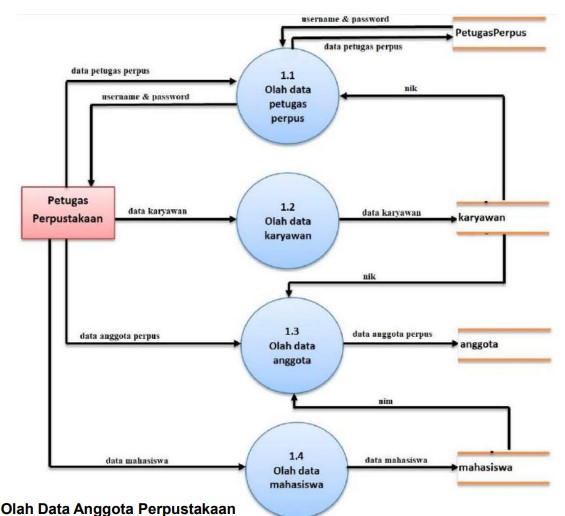 username & password
PetugasPerpus
data petugas perpus
1.1
Olah data
petugas
perpus
data petugas perpus
username & password
nik
Petugas
Perpustakaan
data karyawan
1.2
Olah data
karyawan
data karyawan
karyawan
nik
data anggota perpus
1.3
Olah data
anggota
data anggota perpus
anggota
nim
data mahasiswa
1.4
Olah data
mahasiswa
data mahasiswa
mahasiswa
Olah Data Anggota Perpustakaan